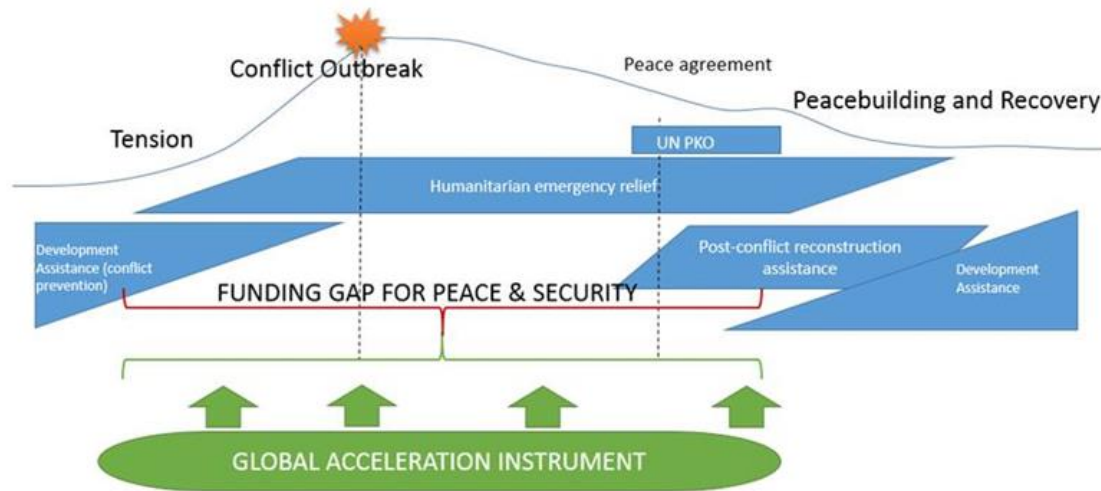 Conflict Outbreak
Peace agreement
Peacebuilding and Recovery
Tension
UN PKO
Humanitarian emergency relief
Development
Assistance (conflict
prevention)
Post-conflict reconstruction
assistance
Development
Assistance
FUNDING GAP FOR PEACE & SECURITY
GLOBAL ACCELERATION INSTRUMENT